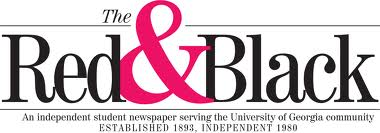 The
Red&Black
An independent student newspaper serving the University of Georgia community
ESTABLISHED 1893, INDEPENDENT 1980